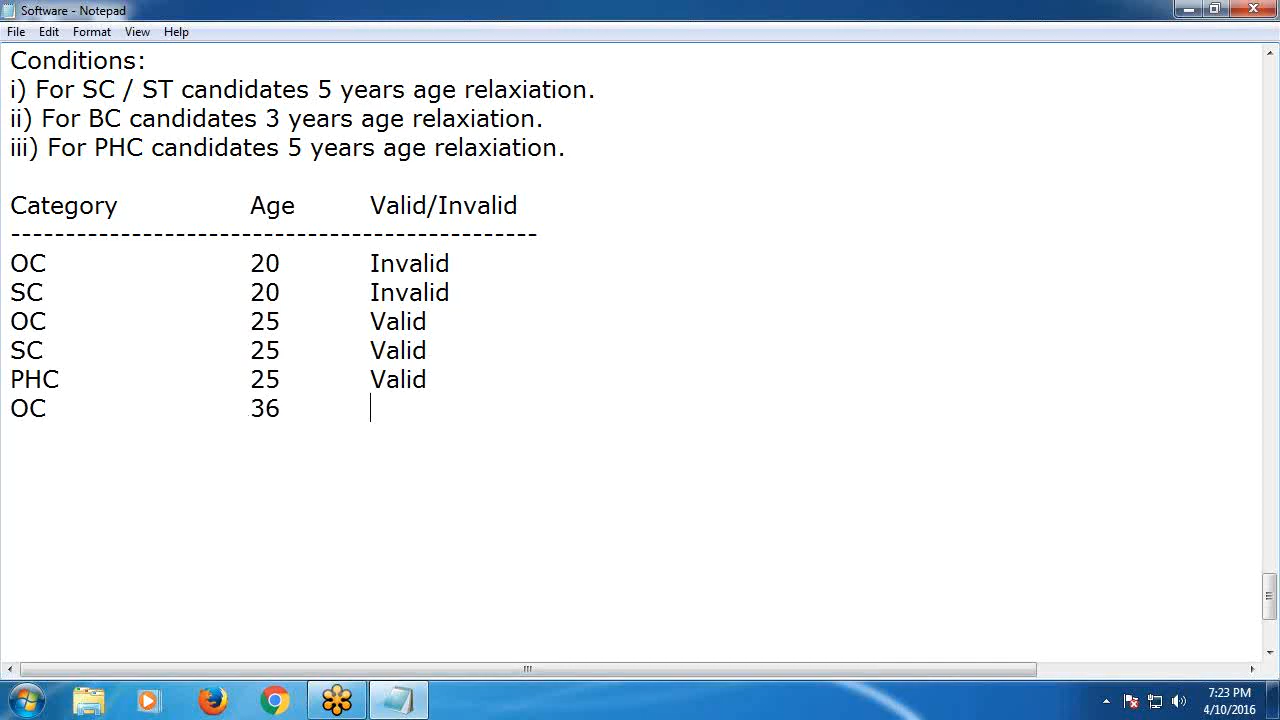 Software - Notepad
File Edit Format View Help
Conditions:
i) For SC / ST candidates 5 years age relaxiation.
ii) For BC candidates 3 years age relaxiation.
iii) For PHC candidates 5 years age relaxiation.
Category Age Valid/Invalid
------------------------------------------------
OC 20 Invalid
SC 20 Invalid
OC 25 Valid
SC 25 Valid
PHC 25 Valid
OC 36
7:23 PM
4/10/2016